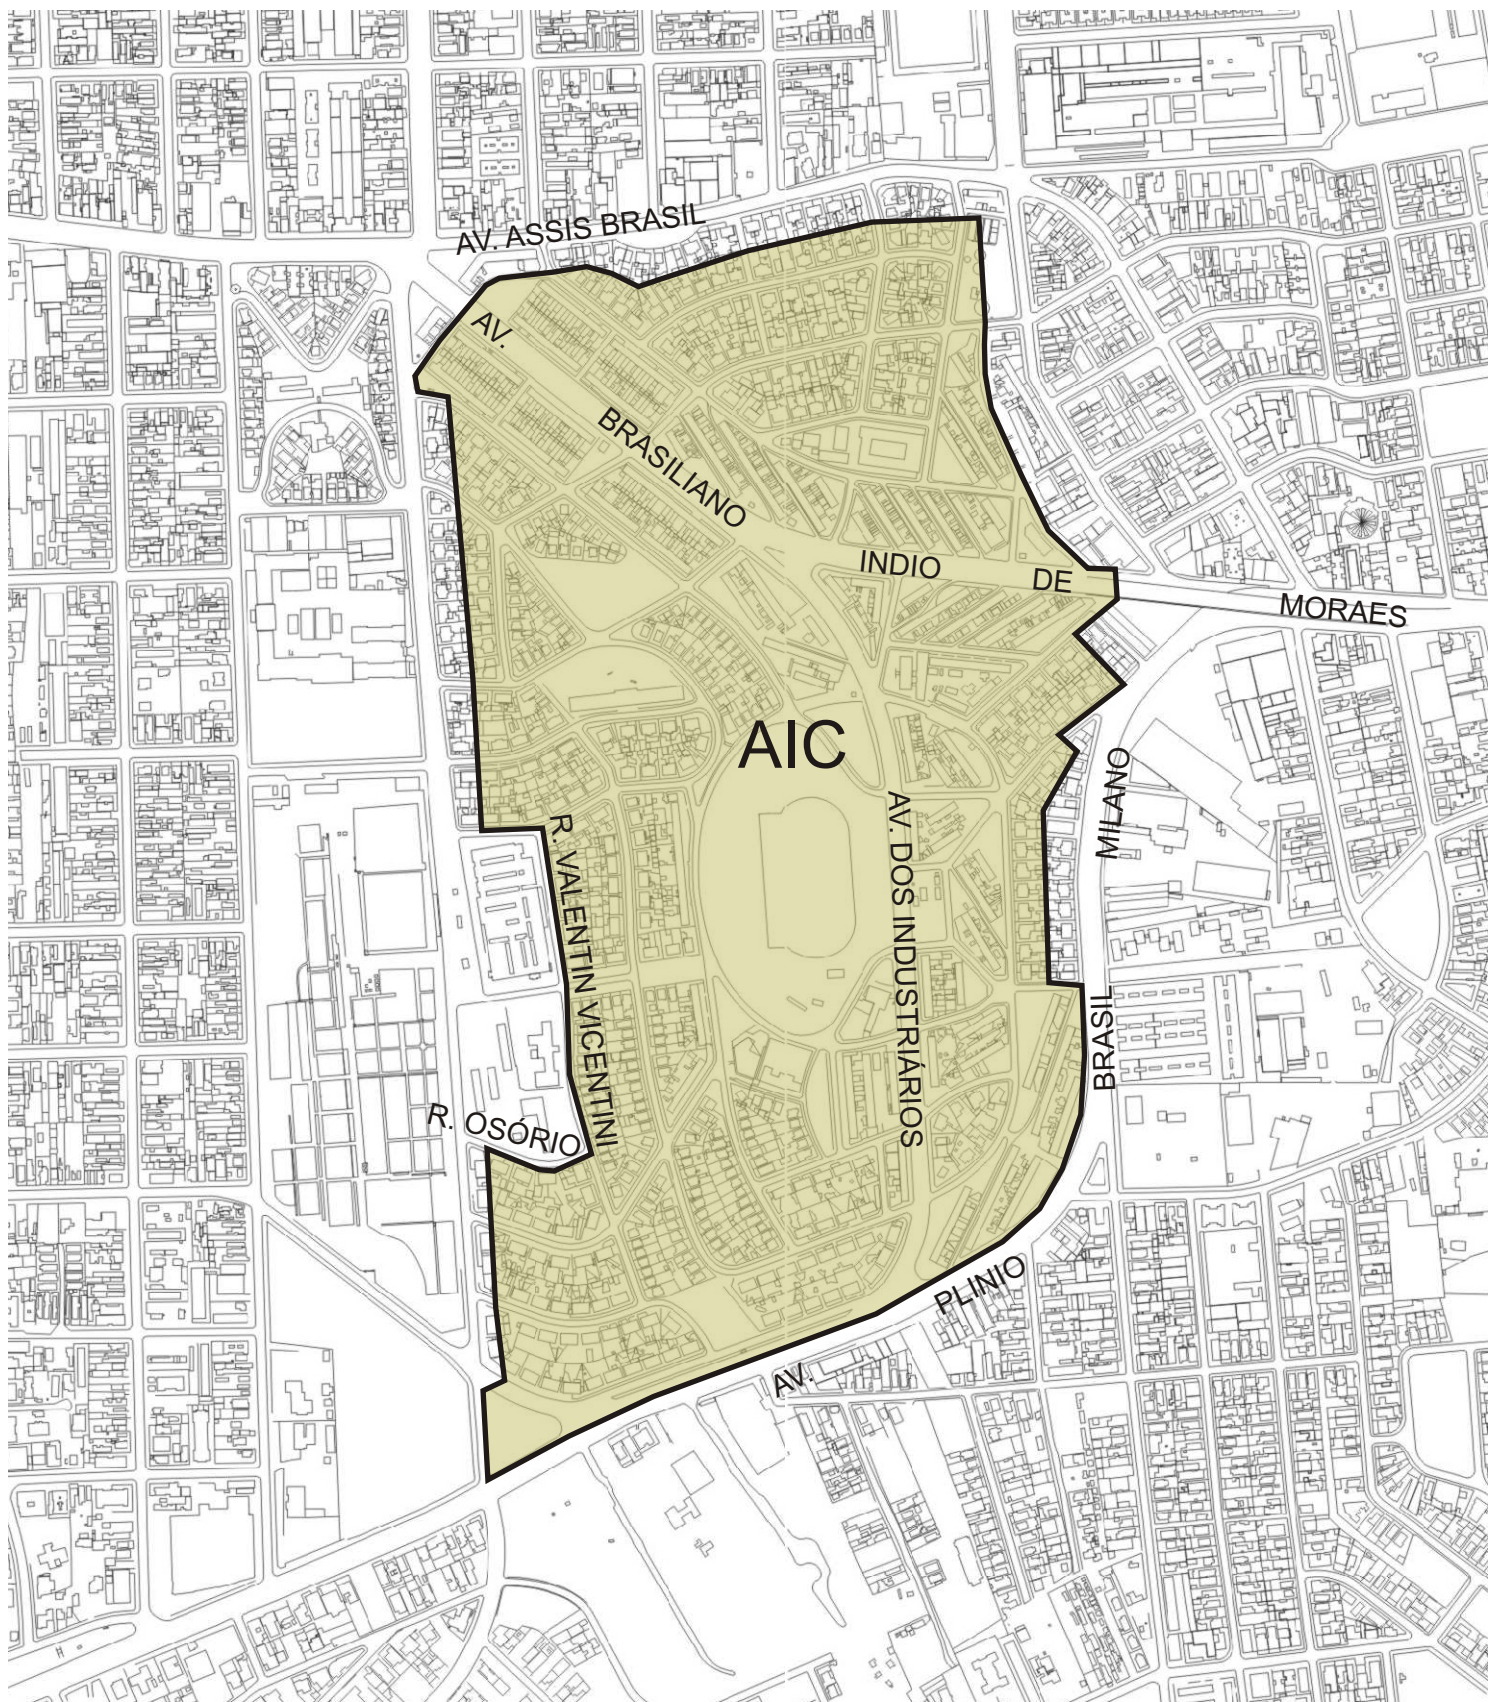 AV. ASSIS BRASIL
AV. BRASILIANO INDIO DE MORAES
AIC
MILANO
AV. DOS INDUSTRIÁRIOS
R. VALENTIN VICENTINI
BRASIL
R. OSÓRIO
AV. PLINIO